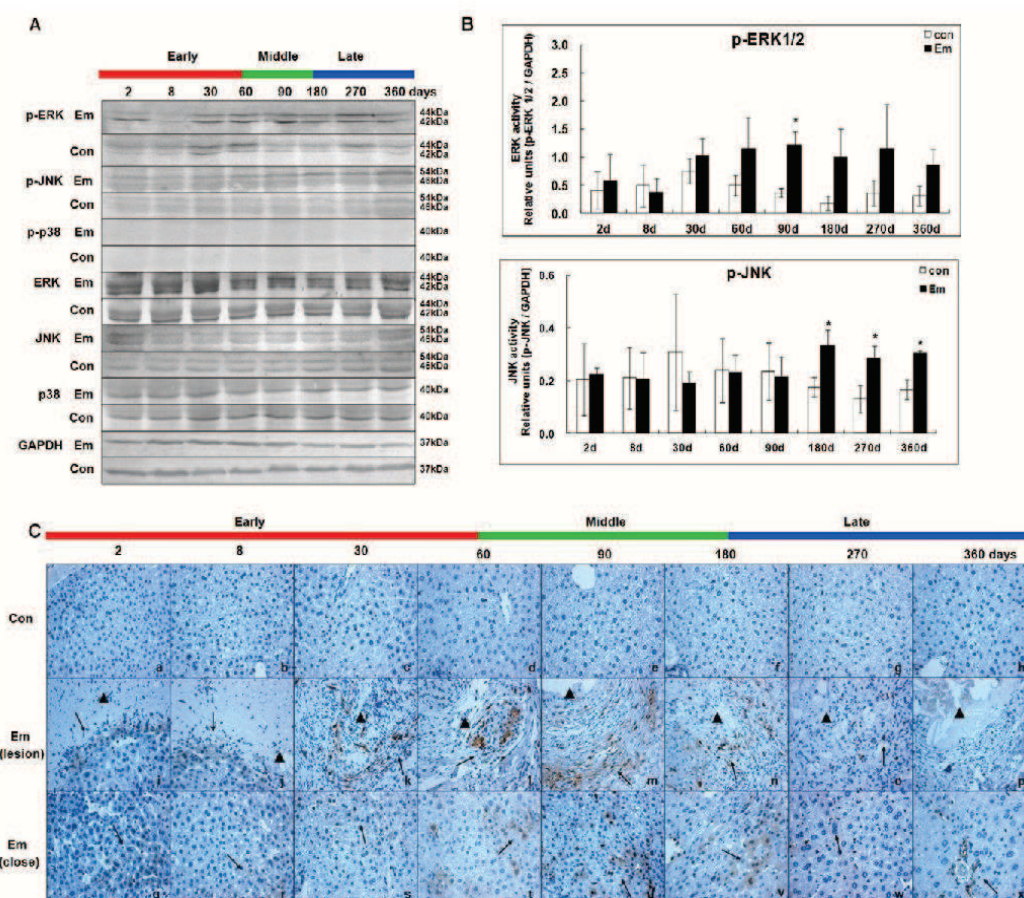 A
Early Middle Late
2 8 30 60 90 180 270 360 days
p-ERK Em 44kDa
42kDa
Con 44kDa
42kDa
p-JNK Em 54kDa
46kDa
Con 54kDa
46kDa
p-p38 Em 40kDa
Con 40kDa
ERK Em 44kDa
42kDa
Con 44kDa
42kDa
JNK Em 54kDa
46kDa
Con 54kDa
46kDa
p38 Em 40kDa
Con 40kDa
GAPDH Em 37kDa
Con 37kDa
B
p-ERK1/2
con
Em
ERK activity
Relative units (p-ERK 1/2 / GAPDH)
3.0
2.5
2.0
1.5
1.0
0.5
0.0
*
2d 8d 30d 60d 90d 180d 270d 360d
p-JNK
con
Em
JNK activity
Relative units [p-JNK / GAPDH]
0.6
0.4
0.2
0.0
* * *
2d 8d 30d 60d 90d 180d 270d 360d
C
Early Middle Late
2 8 30 60 90 180 270 360 days
Con
a b c d e f g h
Em
(lesion)
i j k l m n o p
Em
(close)
q r s t u v w x